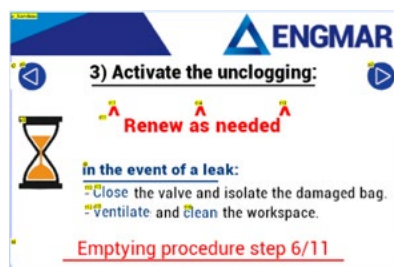 ENGMAR
3) Activate the unclogging:
Renew as needed
in the event of a leak:
- Close the valve and isolate the damaged bag.
- Ventilate and clean the workspace.
Emptying procedure step 6/11